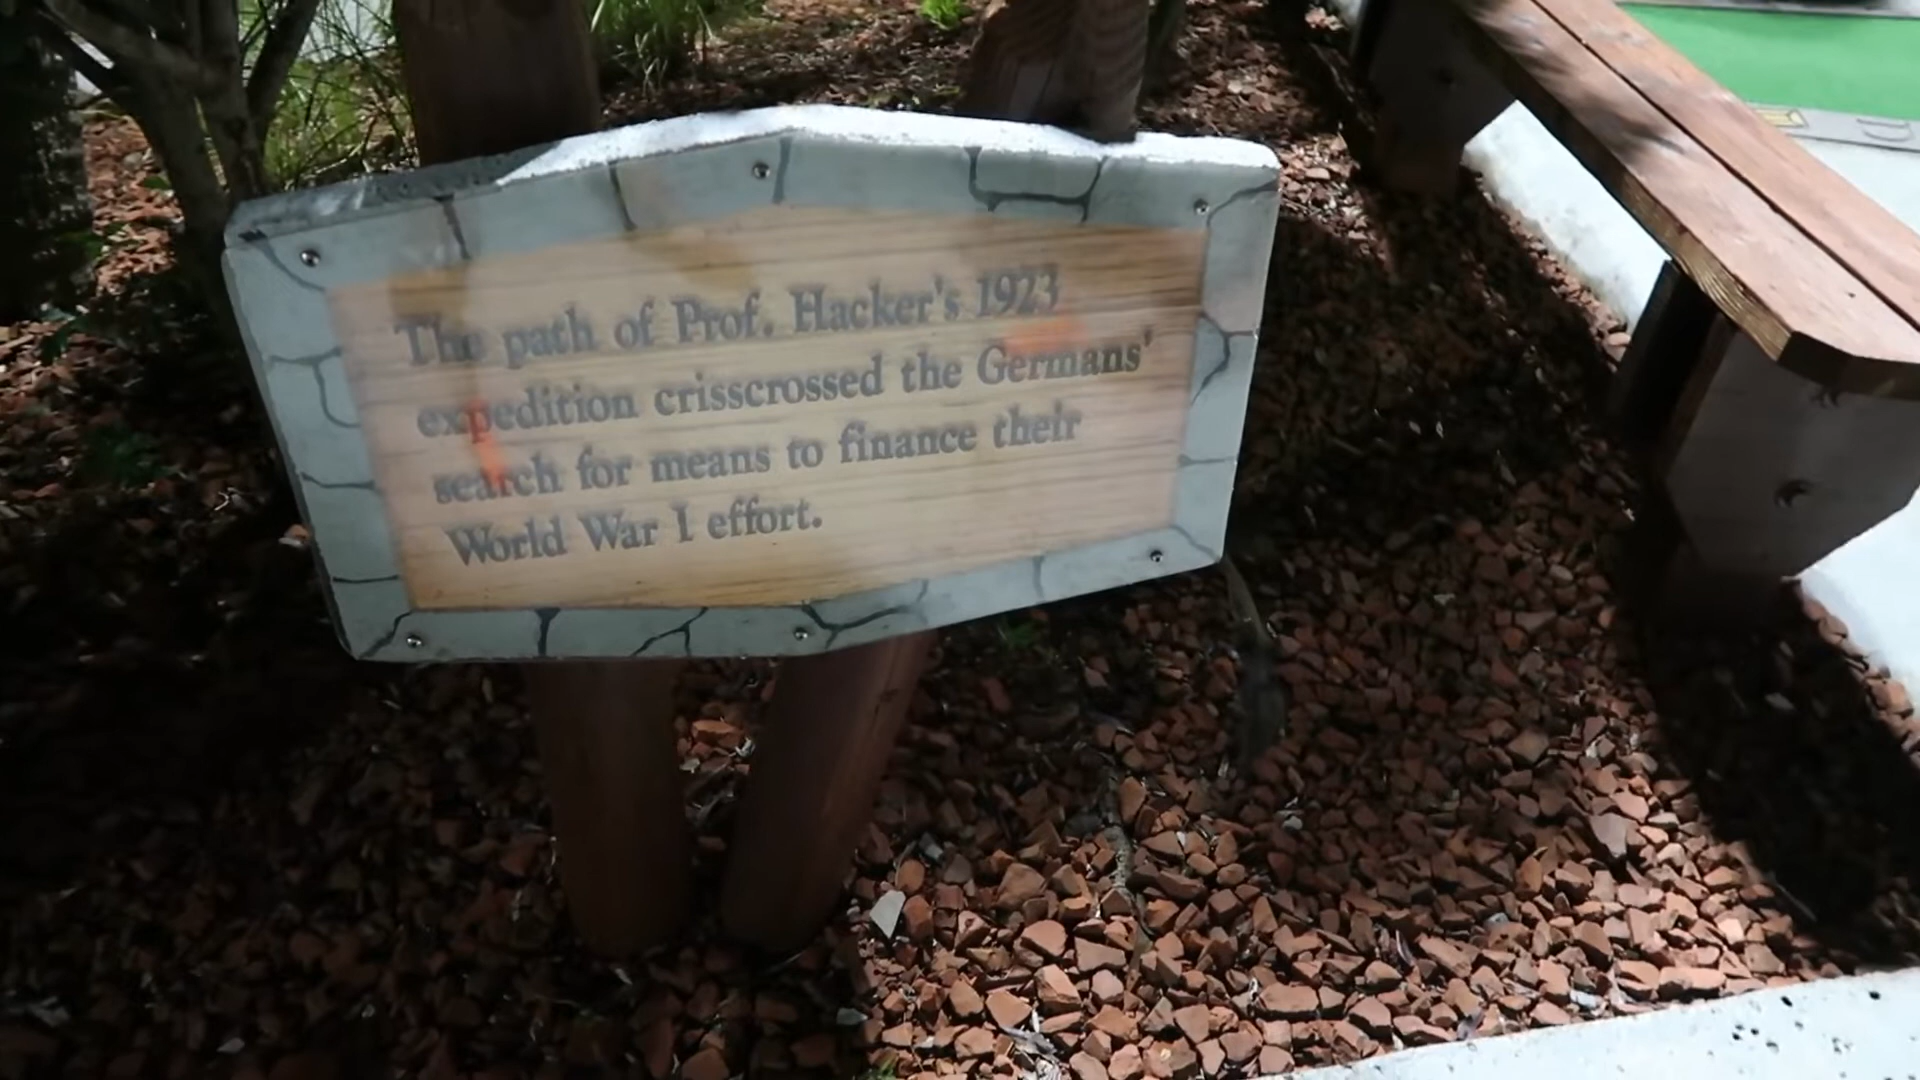 The path of Prof. Hacker's 1923
expedition crisscrossed the Germans'
search for means to finance their
World War I effort.